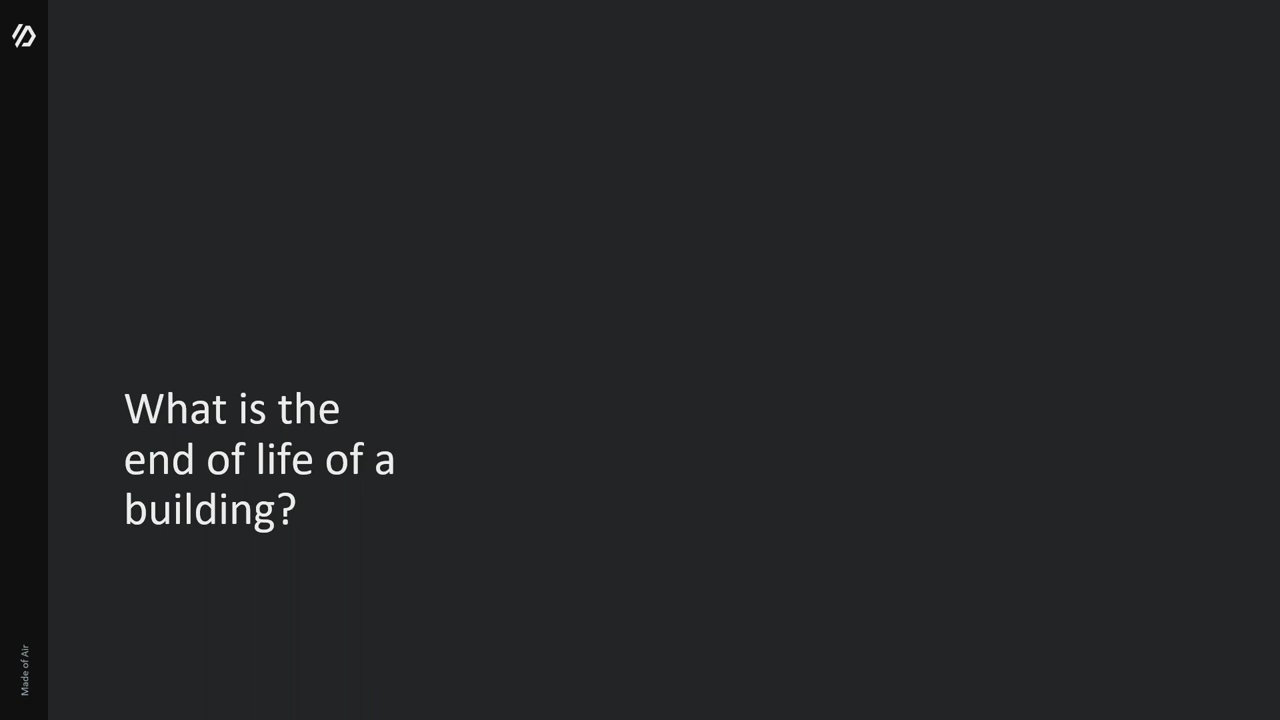 What is the
end of life of a
building?
Made of Air